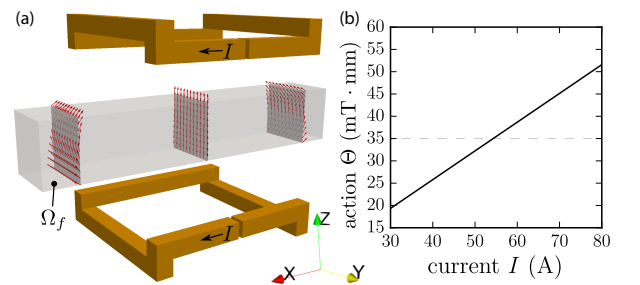 (a)
I
Ω_f
I
Z
X
Y
(b)
60
55
50
45
40
35
30
25
20
15
30 40 50 60 70 80
action Θ (mT · mm)
current I (A)